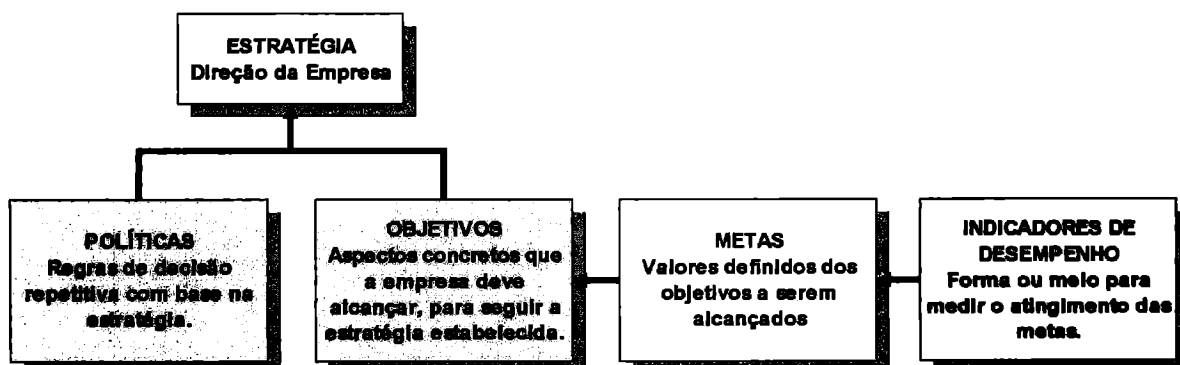 ESTRATÉGIA
Direção da Empresa
POLÍTICAS
Regras de decisão
repetitiva com base na
estratégia.
OBJETIVOS
Aspectos concretos que
a empresa deve
alcançar, para seguir a
estratégia estabelecida.
METAS
Valores definidos dos
objetivos a serem
alcançados
INDICADORES DE
DESEMPENHO
Forma ou meio para
medir o atingimento das
metas.